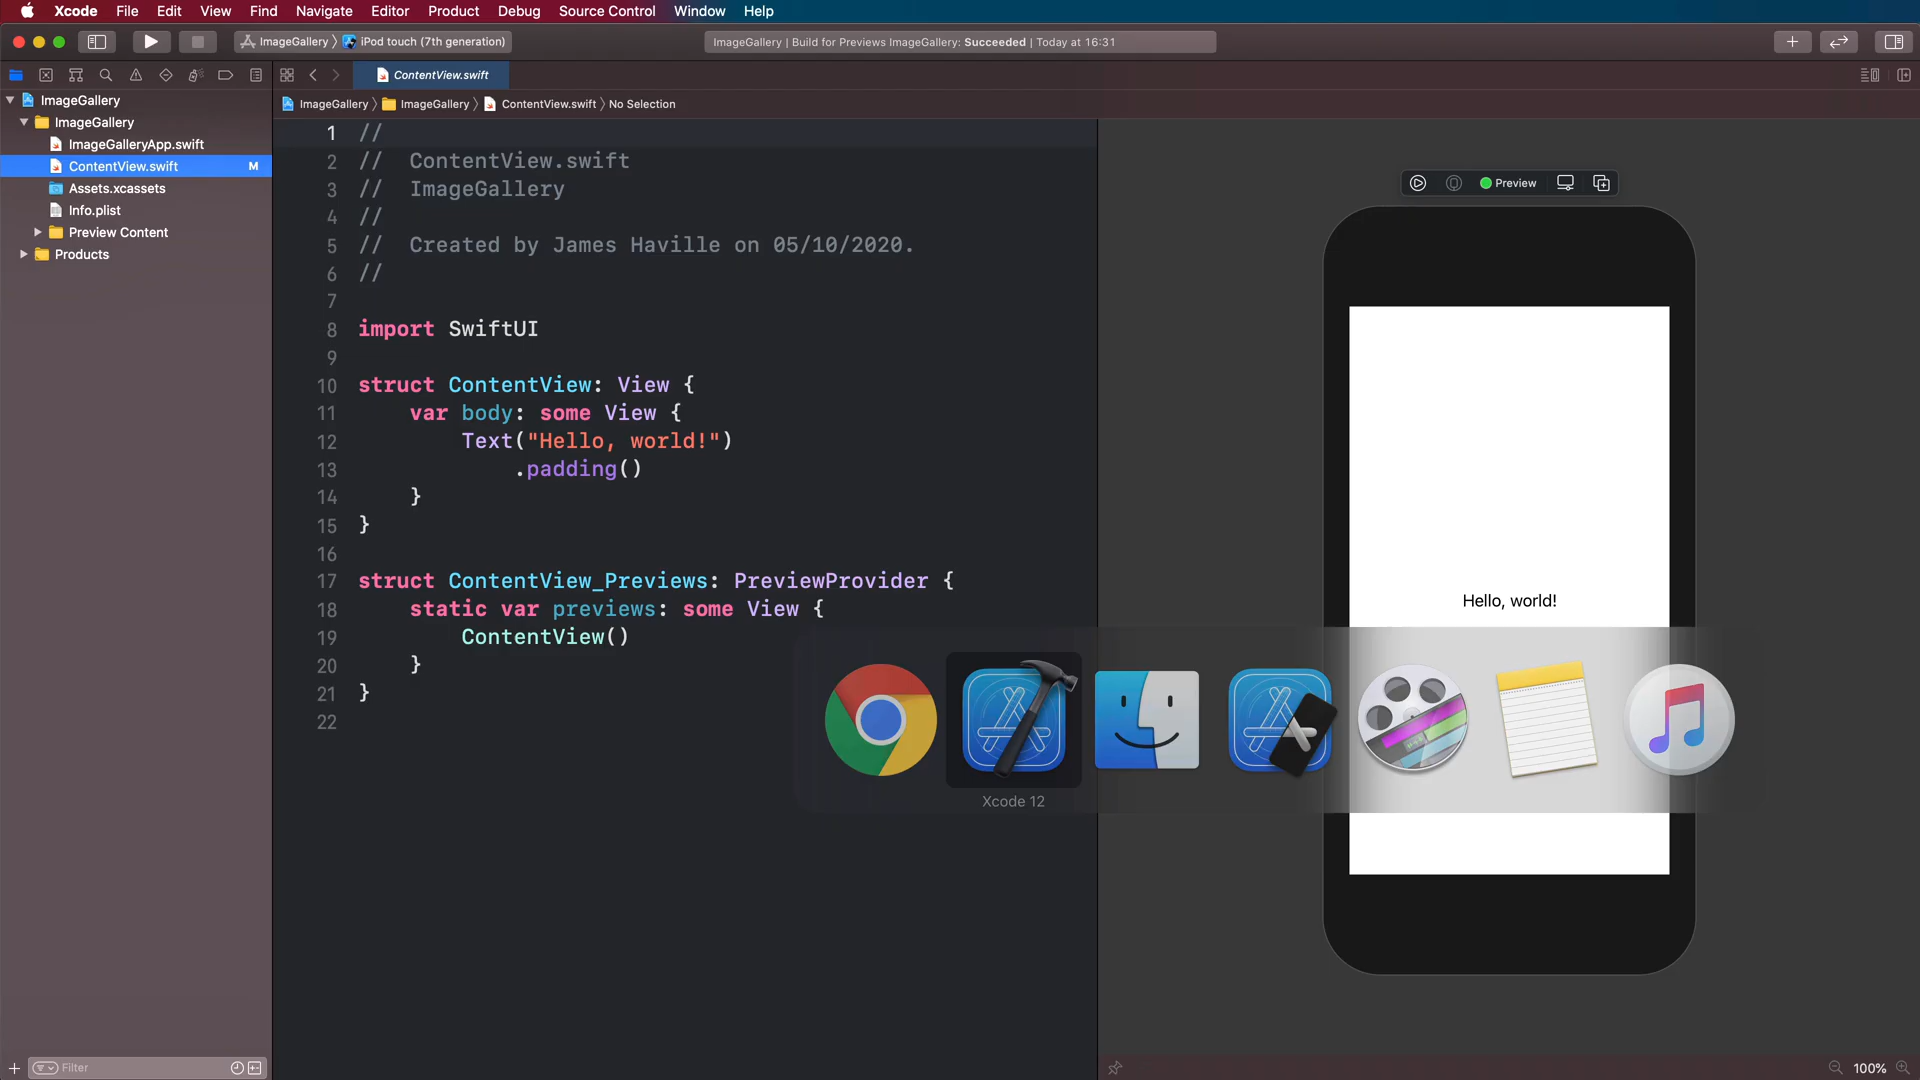 Xcode File Edit View Find Navigate Editor Product Debug Source Control Window Help
ImageGallery iPod touch (7th generation)
ImageGallery | Build for Previews ImageGallery: Succeeded | Today at 16:31
ContentView.swift
ImageGallery ImageGallery ContentView.swift No Selection
ImageGallery
ImageGallery
ImageGalleryApp.swift
ContentView.swift M
Assets.xcassets
Info.plist
Preview Content
Products
1 //
2 // ContentView.swift
3 // ImageGallery
4 //
5 // Created by James Haville on 05/10/2020.
6 //
7
8 import SwiftUI
9
10 struct ContentView: View {
11 var body: some View {
12 Text("Hello, world!")
13 .padding()
14 }
15 }
16
17 struct ContentView_Previews: PreviewProvider {
18 static var previews: some View {
19 ContentView()
20 }
21 }
22
Preview
Hello, world!
Xcode 12
Filter
100%